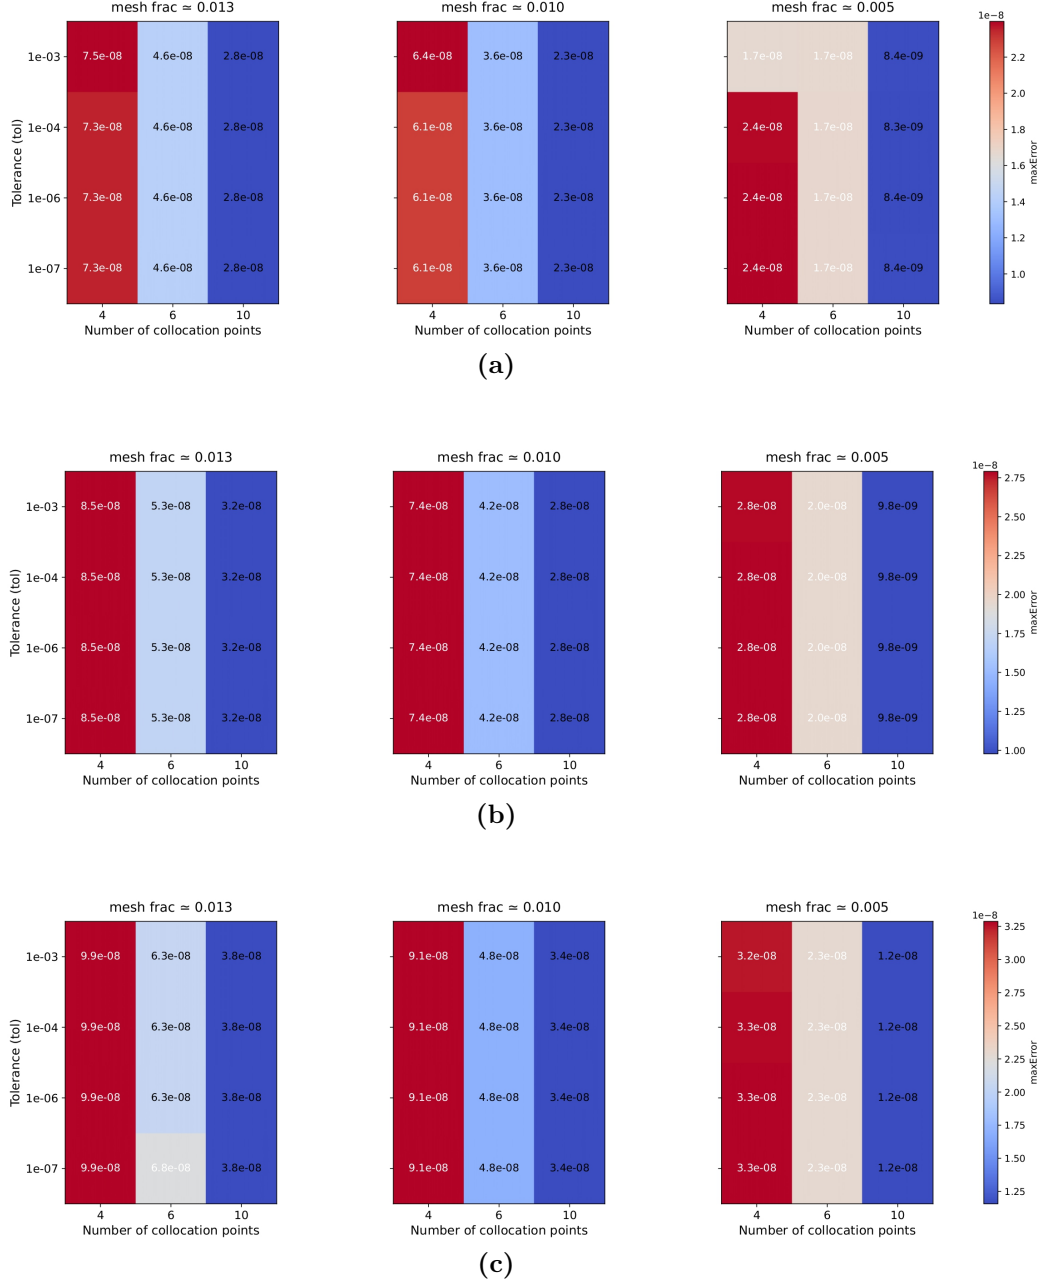 mesh frac ≃ 0.013 mesh frac ≃ 0.010 mesh frac ≃ 0.005
1e−8
1e-03 7.5e-08 4.6e-08 2.8e-08 6.4e-08 3.6e-08 2.3e-08 1.7e-08 1.7e-08 8.4e-09
1e-04 7.3e-08 4.6e-08 2.8e-08 6.1e-08 3.6e-08 2.3e-08 2.4e-08 1.7e-08 8.3e-09
1e-06 7.3e-08 4.6e-08 2.8e-08 6.1e-08 3.6e-08 2.3e-08 2.4e-08 1.7e-08 8.4e-09
1e-07 7.3e-08 4.6e-08 2.8e-08 6.1e-08 3.6e-08 2.3e-08 2.4e-08 1.7e-08 8.4e-09
Tolerance (tol)
4 6 10 4 6 10 4 6 10
Number of collocation points Number of collocation points Number of collocation points
2.2
2.0
1.8
1.6
1.4
1.2
1.0
maxError
(a)
mesh frac ≃ 0.013 mesh frac ≃ 0.010 mesh frac ≃ 0.005
1e−8
1e-03 8.5e-08 5.3e-08 3.2e-08 7.4e-08 4.2e-08 2.8e-08 2.8e-08 2.0e-08 9.8e-09
1e-04 8.5e-08 5.3e-08 3.2e-08 7.4e-08 4.2e-08 2.8e-08 2.8e-08 2.0e-08 9.8e-09
1e-06 8.5e-08 5.3e-08 3.2e-08 7.4e-08 4.2e-08 2.8e-08 2.8e-08 2.0e-08 9.8e-09
1e-07 8.5e-08 5.3e-08 3.2e-08 7.4e-08 4.2e-08 2.8e-08 2.8e-08 2.0e-08 9.8e-09
Tolerance (tol)
4 6 10 4 6 10 4 6 10
Number of collocation points Number of collocation points Number of collocation points
2.75
2.50
2.25
2.00
1.75
1.50
1.25
1.00
maxError
(b)
mesh frac ≃ 0.013 mesh frac ≃ 0.010 mesh frac ≃ 0.005
1e−8
1e-03 9.9e-08 6.3e-08 3.8e-08 9.1e-08 4.8e-08 3.4e-08 3.2e-08 2.3e-08 1.2e-08
1e-04 9.9e-08 6.3e-08 3.8e-08 9.1e-08 4.8e-08 3.4e-08 3.3e-08 2.3e-08 1.2e-08
1e-06 9.9e-08 6.3e-08 3.8e-08 9.1e-08 4.8e-08 3.4e-08 3.3e-08 2.3e-08 1.2e-08
1e-07 9.9e-08 6.8e-08 3.8e-08 9.1e-08 4.8e-08 3.4e-08 3.3e-08 2.3e-08 1.2e-08
Tolerance (tol)
4 6 10 4 6 10 4 6 10
Number of collocation points Number of collocation points Number of collocation points
3.25
3.00
2.75
2.50
2.25
2.00
1.75
1.50
1.25
maxError
(c)